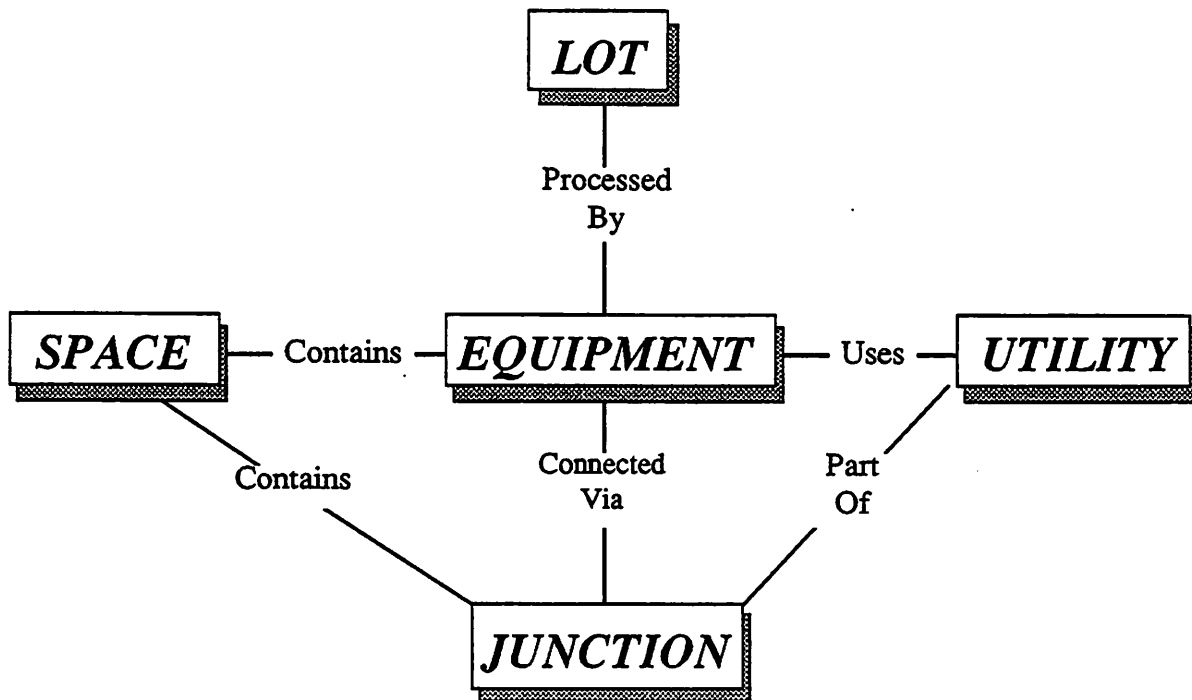 LOT
Processed
By
SPACE
Contains
EQUIPMENT
Uses
UTILITY
Contains
Connected
Via
Part
Of
JUNCTION